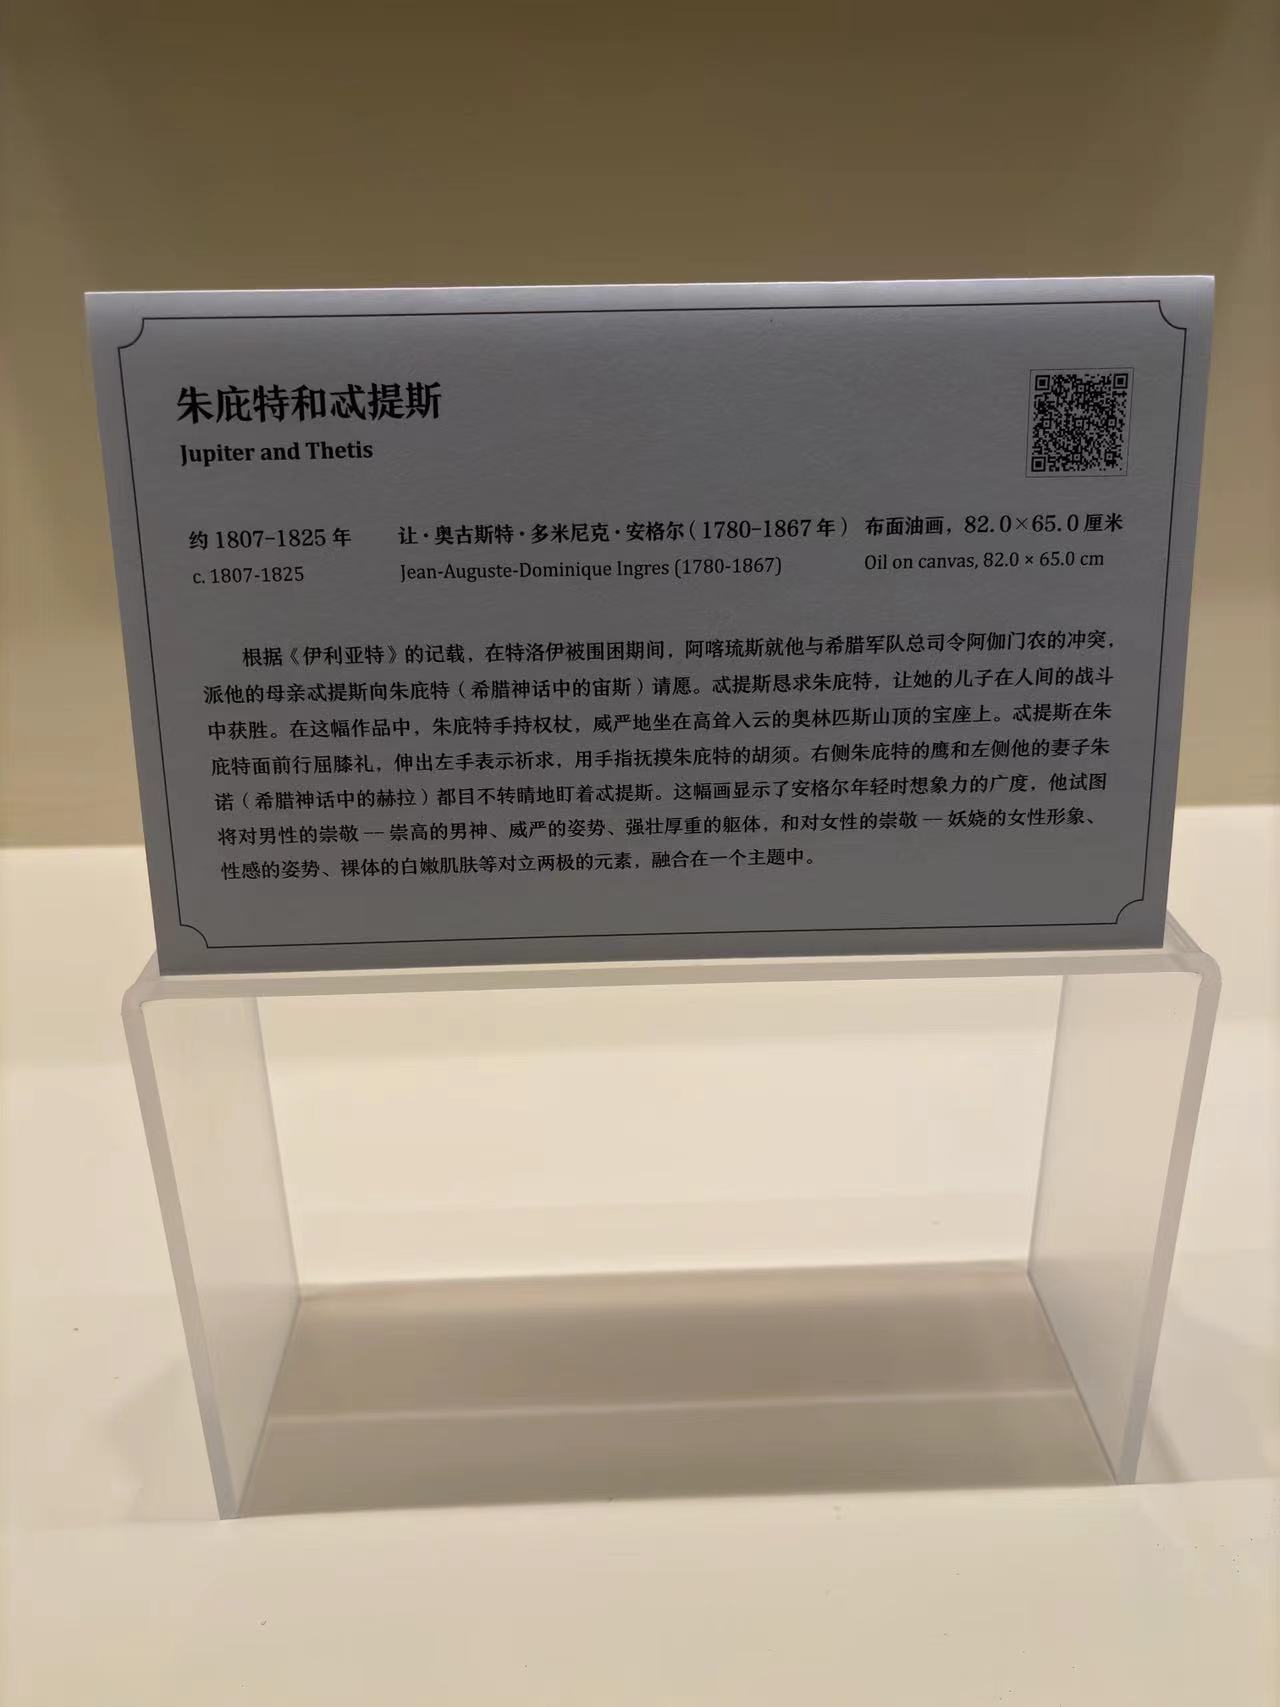 朱庇特和忒提斯
Jupiter and Thetis
约 1807-1825 年 让·奥古斯特·多米尼克·安格尔（1780-1867 年） 布面油画，82.0×65.0 厘米
c. 1807-1825 Jean-Auguste-Dominique Ingres (1780-1867) Oil on canvas, 82.0 × 65.0 cm
根据《伊利亚特》的记载，在特洛伊被围困期间，阿喀琉斯就他与希腊军队总司令阿伽门农的冲突，
派他的母亲忒提斯向朱庇特（希腊神话中的宙斯）请愿。忒提斯恳求朱庇特，让她的儿子在人间的战斗
中获胜。在这幅作品中，朱庇特手持权杖，威严地坐在高耸入云的奥林匹斯山顶的宝座上。忒提斯在朱
庇特面前行屈膝礼，伸出左手表示祈求，用手指抚摸朱庇特的胡须。右侧朱庇特的鹰和左侧他的妻子朱
诺（希腊神话中的赫拉）都目不转睛地盯着忒提斯。这幅画显示了安格尔年轻时想象力的广度，他试图
将对男性的崇敬 — 崇高的男神、威严的姿势、强壮厚重的躯体，和对女性的崇敬 — 妖娆的女性形象、
性感的姿势、裸体的白嫩肌肤等对立两极的元素，融合在一个主题中。